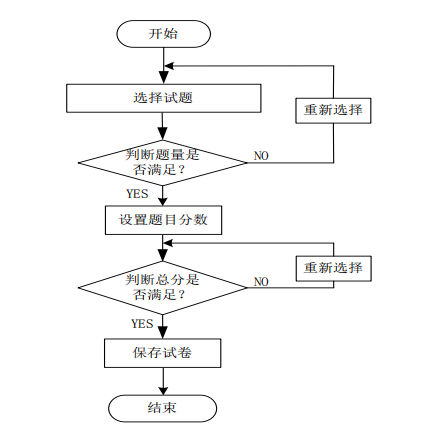 开始
选择试题
重新选择
判断题量是
否满足？
NO
YES
设置题目分数
重新选择
判断总分是
否满足？
NO
YES
保存试卷
结束